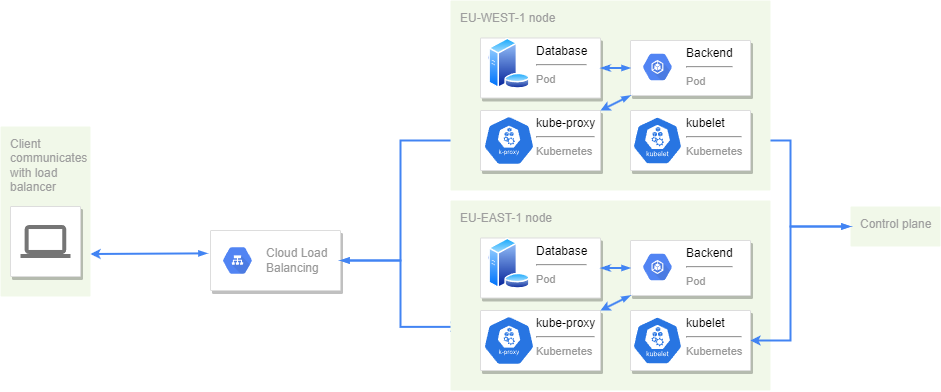 EU-WEST-1 node
Database
Pod
Backend
Pod
kube-proxy
Kubernetes
k-proxy
kubelet
Kubernetes
kubelet
Client
communicates
with load
balancer
Cloud Load
Balancing
EU-EAST-1 node
Database
Pod
Backend
Pod
kube-proxy
Kubernetes
k-proxy
kubelet
Kubernetes
kubelet
Control plane